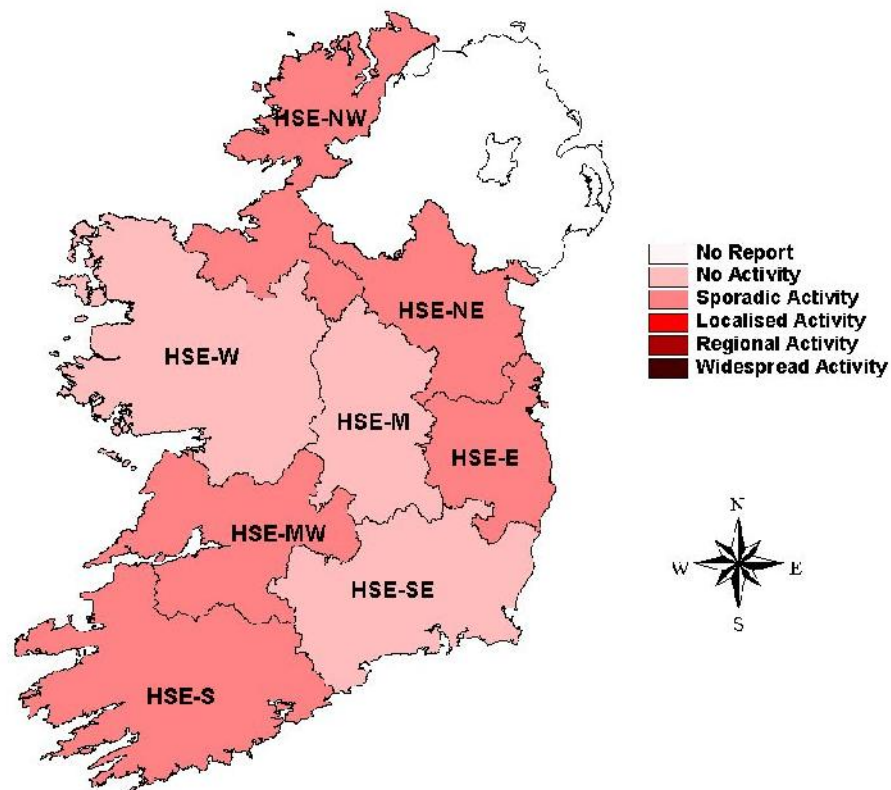 HSE-NW
HSE-NE
HSE-W
HSE-M
HSE-E
HSE-MW
HSE-SE
HSE-S
No Report
No Activity
Sporadic Activity
Localised Activity
Regional Activity
Widespread Activity
N
W E
S